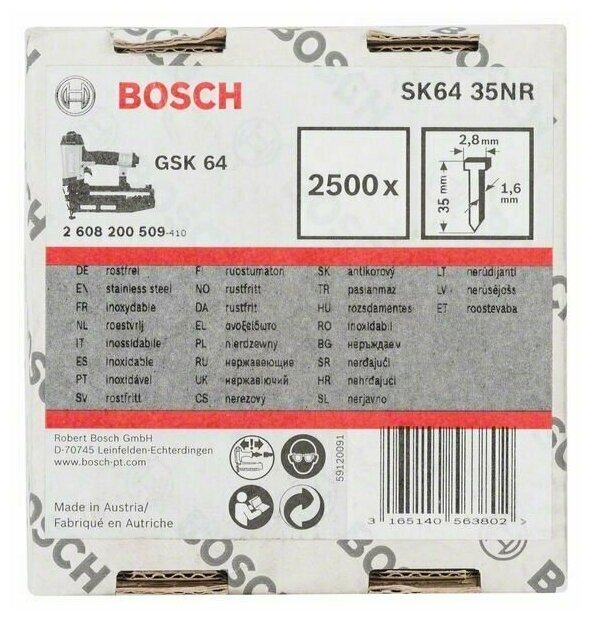 BOSCH
SK64 35NR
GSK 64
2 608 200 509-410
2500 x
2,8mm
35 mm
1,6 mm
DE rostfrei
EN stainless steel
FR inoxydable
NL roestvrij
IT inossidabile
ES inoxidable
PT inoxidável
SV rostfritt
FI ruostumaton
NO rustfritt
DA rustfrit
EL ανοξείδωτο
PL nierdzewny
RU нержавеющие
UK нержавіючий
CS nerezový
SK antikorový
TR paslanmaz
HU rozsdamentes
RO inoxidabil
BG неръждаем
SR nerđajući
HR nehrđajući
SL nerjavno
LT nerūdijanti
LV nerūsējošs
ET roostevaba
Robert Bosch GmbH
D-70745 Leinfelden-Echterdingen
www.bosch-pt.com
Made in Austria/
Fabriqué en Autriche
59120091
3 165140 563802 >